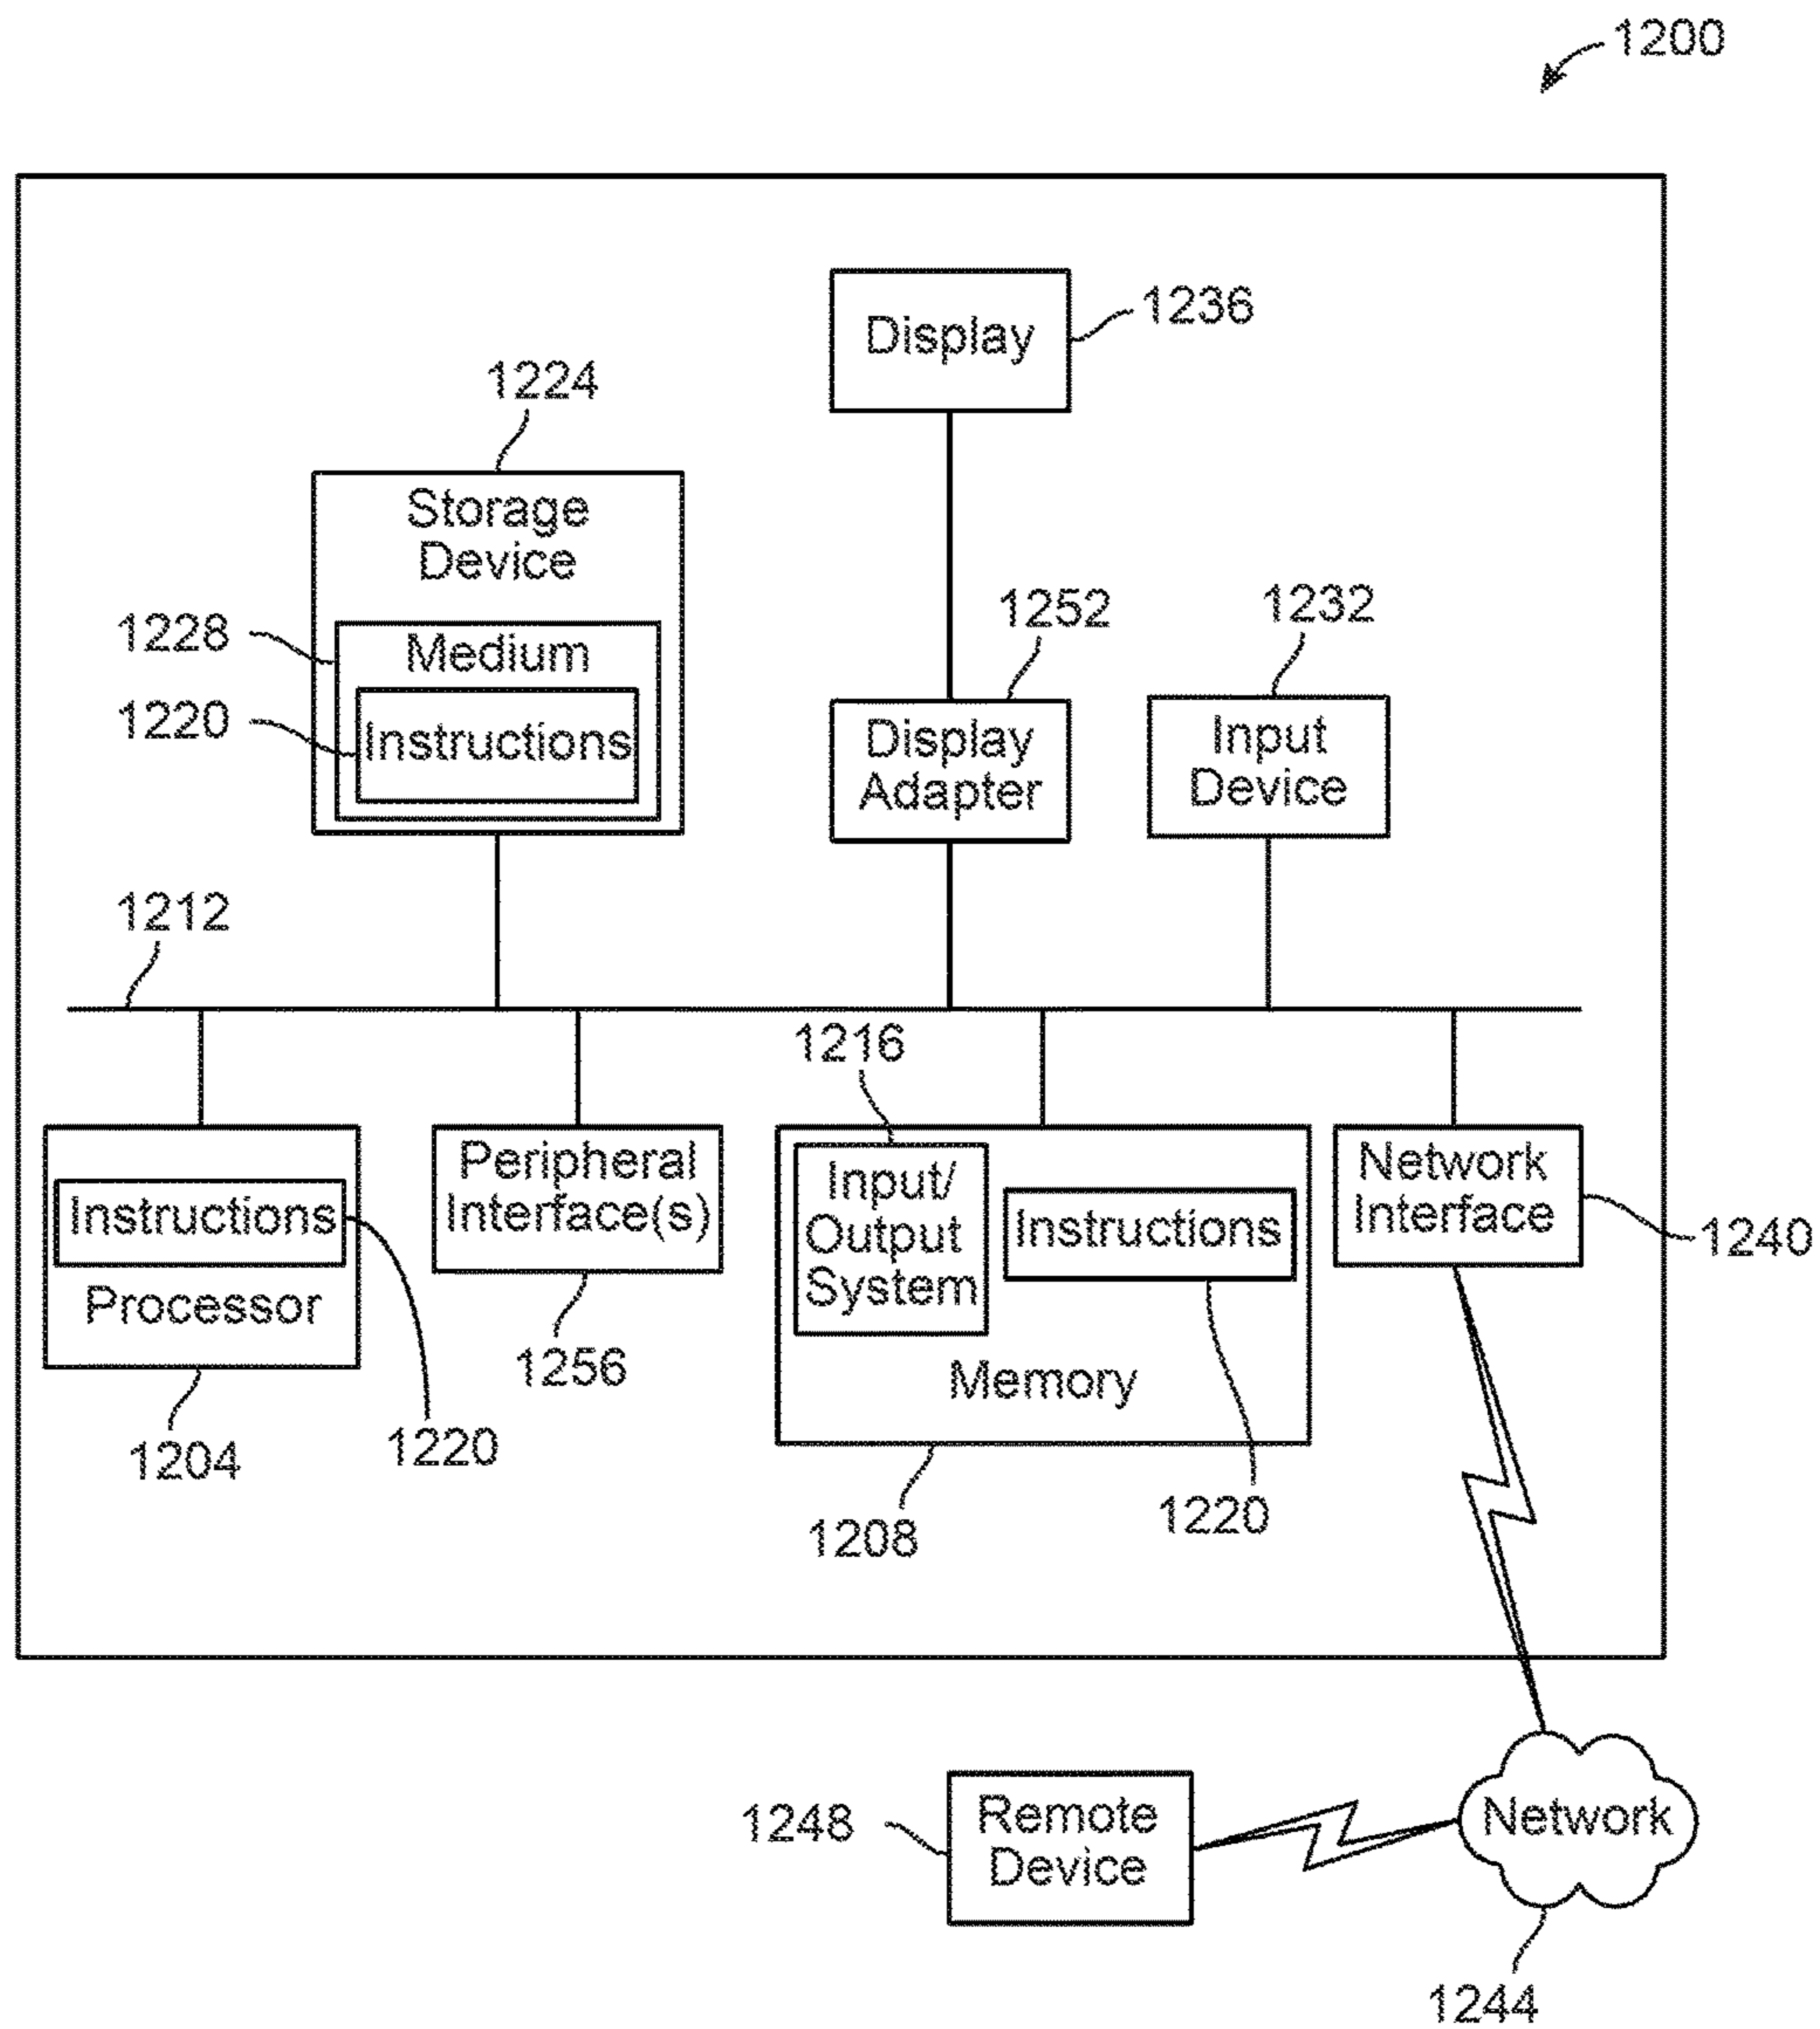 1200
Display
1236
1224
Storage
Device
1228
Medium
1220
Instructions
1252
Display
Adapter
1232
Input
Device
1212
1216
Instructions
Processor
1204
1220
Peripheral
Interface(s)
1256
Input/
Output
System
Instructions
Memory
1208
1220
Network
Interface
1240
1248
Remote
Device
Network
1244